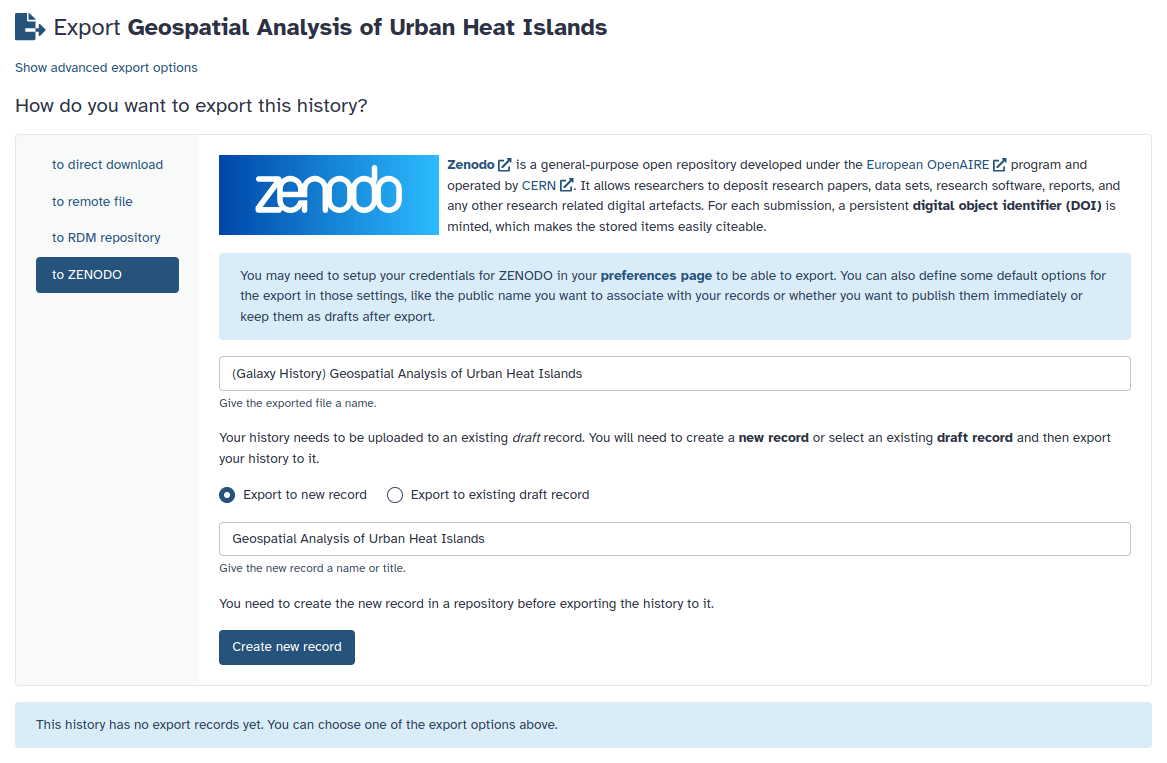 Export Geospatial Analysis of Urban Heat Islands
Show advanced export options
How do you want to export this history?
to direct download
to remote file
to RDM repository
to ZENODO
zenodo
Zenodo is a general-purpose open repository developed under the European OpenAIRE program and
operated by CERN. It allows researchers to deposit research papers, data sets, research software, reports, and
any other research related digital artefacts. For each submission, a persistent digital object identifier (DOI) is
minted, which makes the stored items easily citeable.
You may need to setup your credentials for ZENODO in your preferences page to be able to export. You can also define some default options for
the export in those settings, like the public name you want to associate with your records or whether you want to publish them immediately or
keep them as drafts after export.
(Galaxy History) Geospatial Analysis of Urban Heat Islands
Give the exported file a name.
Your history needs to be uploaded to an existing draft record. You will need to create a new record or select an existing draft record and then export
your history to it.
Export to new record Export to existing draft record
Geospatial Analysis of Urban Heat Islands
Give the new record a name or title.
You need to create the new record in a repository before exporting the history to it.
Create new record
This history has no export records yet. You can choose one of the export options above.